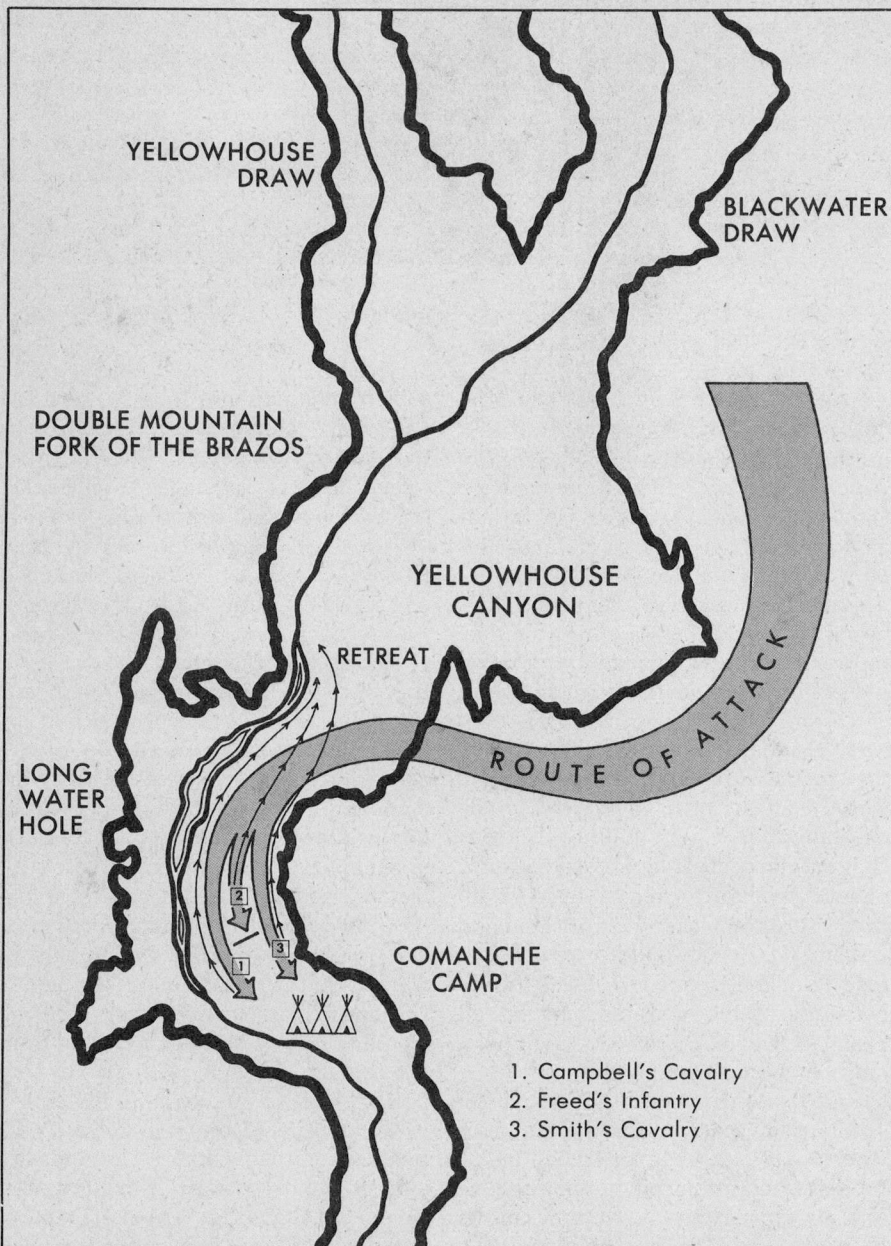 YELLOWHOUSE
DRAW
BLACKWATER
DRAW
DOUBLE MOUNTAIN
FORK OF THE BRAZOS
YELLOWHOUSE
CANYON
RETREAT
ROUTE OF ATTACK
LONG
WATER
HOLE
2
3
1
COMANCHE
CAMP
1. Campbell's Cavalry
2. Freed's Infantry
3. Smith's Cavalry